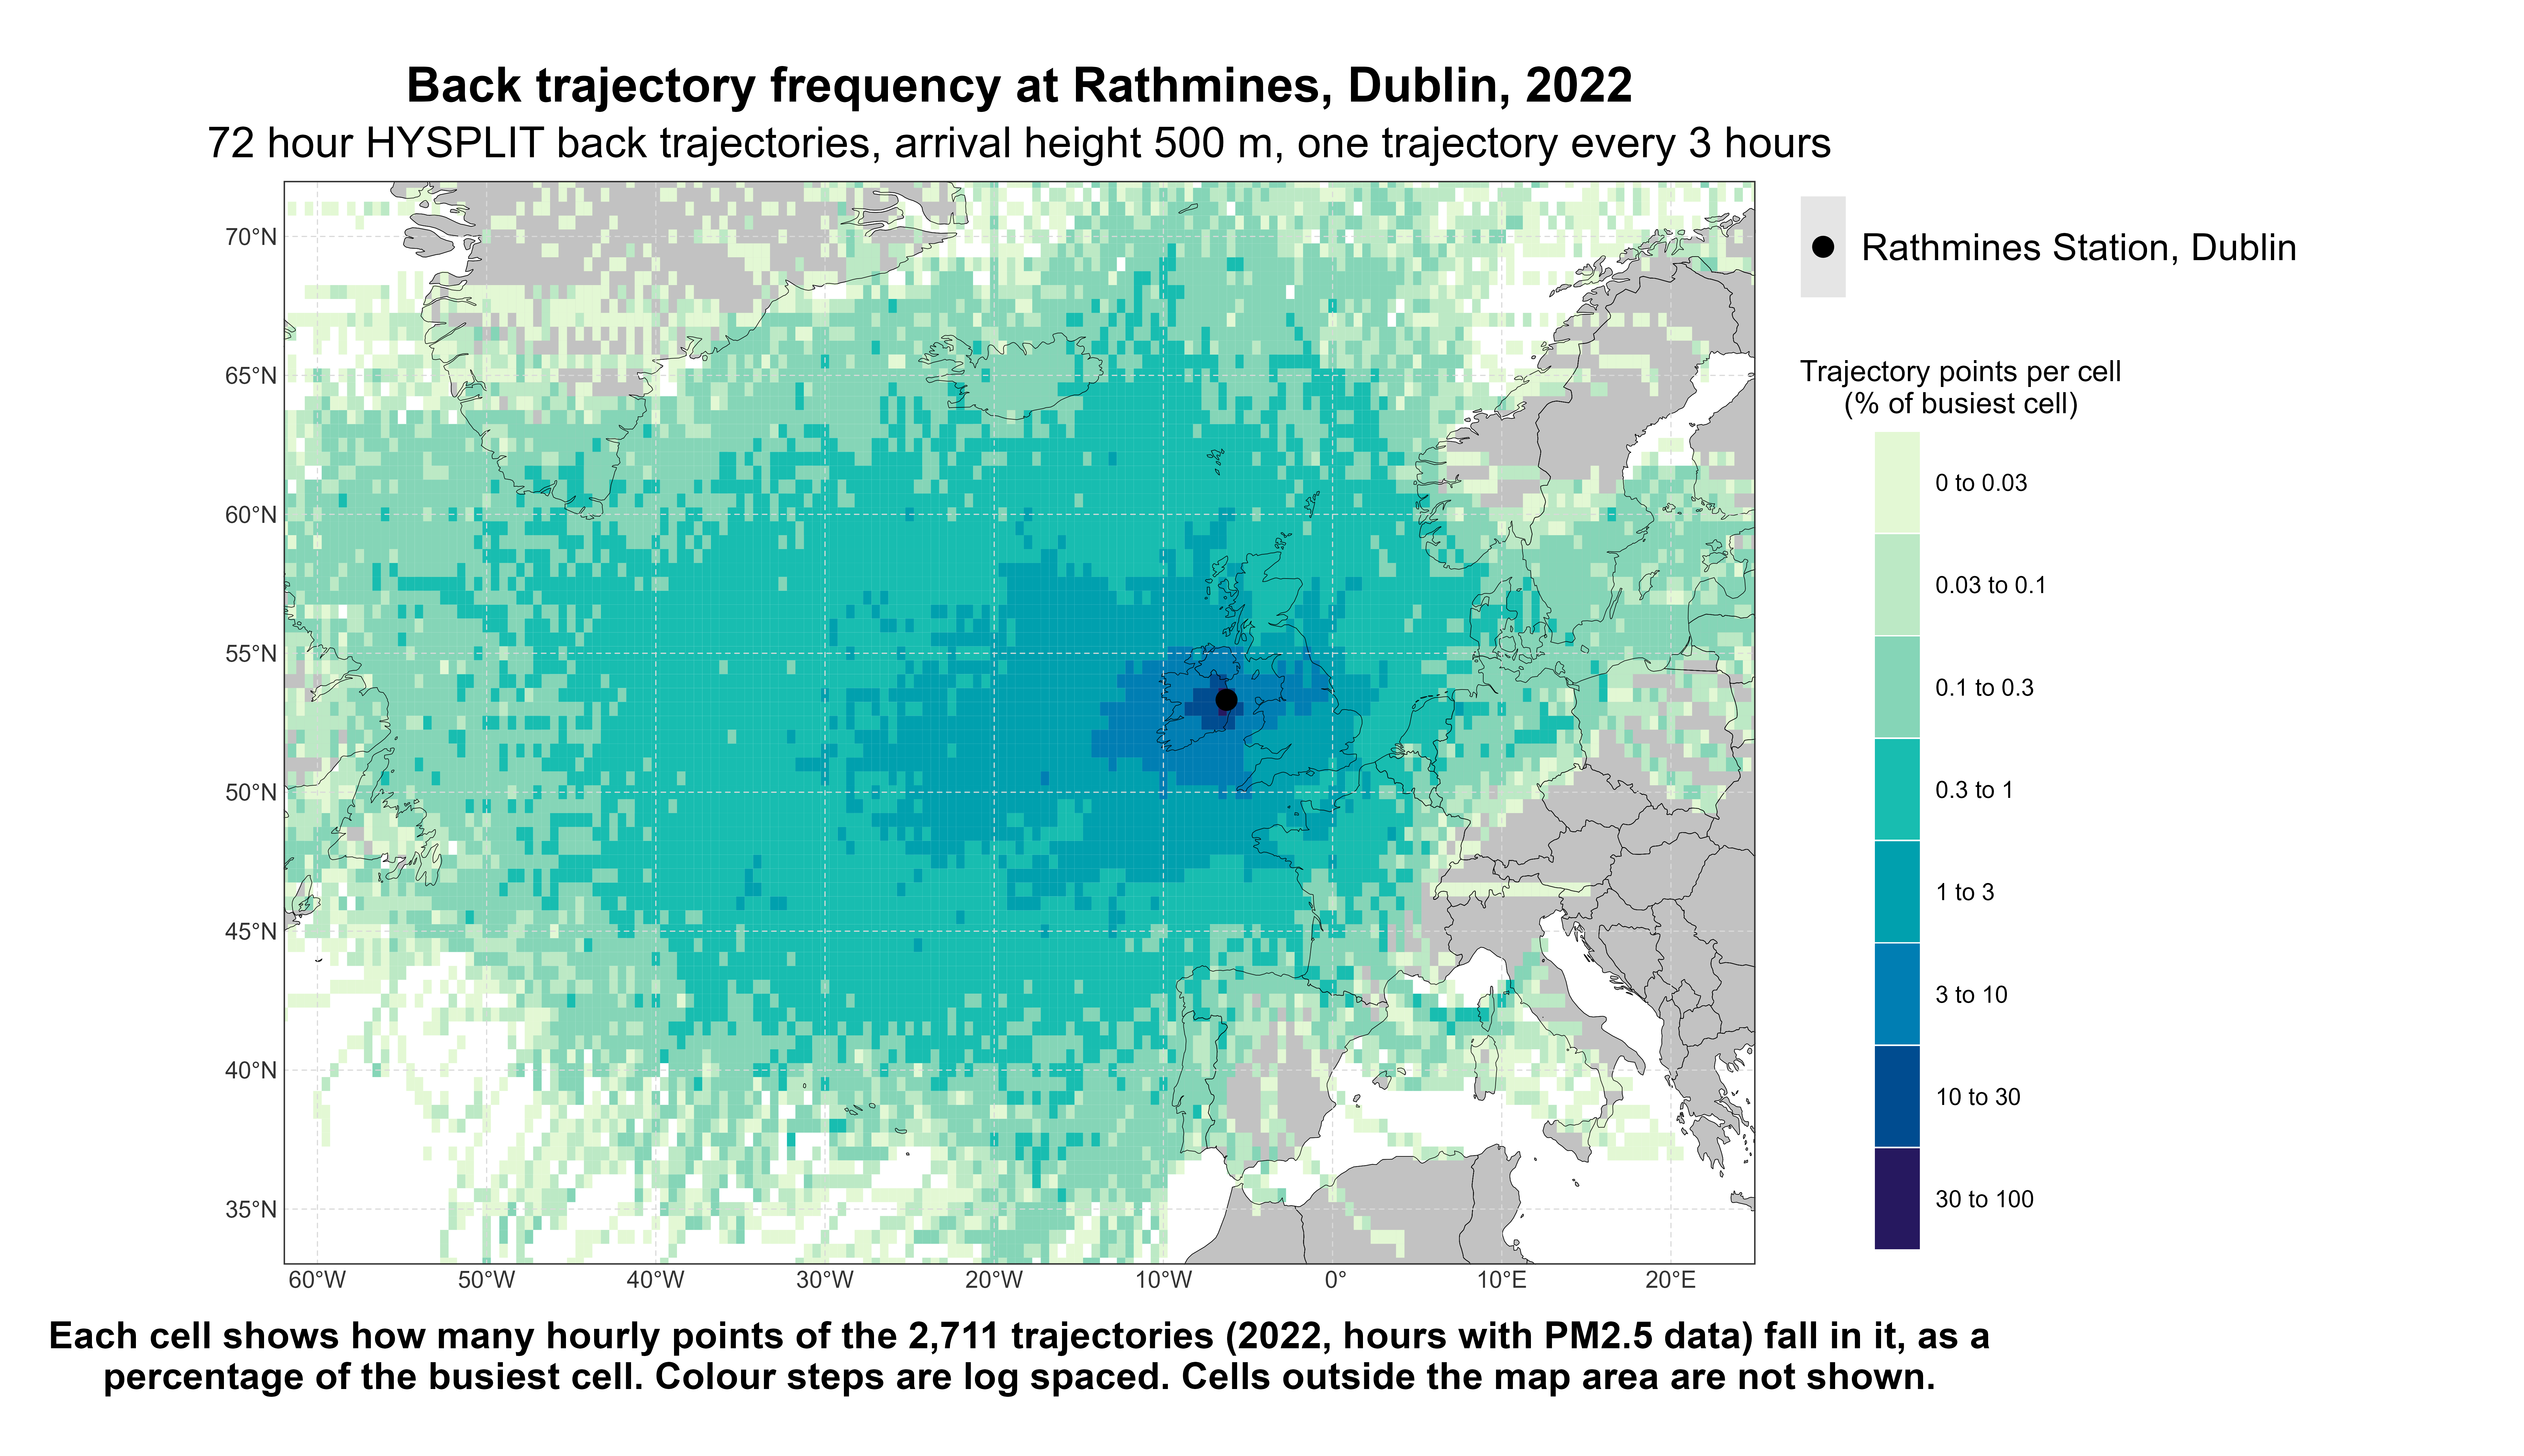 Back trajectory frequency at Rathmines, Dublin, 2022
72 hour HYSPLIT back trajectories, arrival height 500 m, one trajectory every 3 hours
70°N
65°N
60°N
55°N
50°N
45°N
40°N
35°N
60°W
50°W
40°W
30°W
20°W
10°W
0°
10°E
20°E
Rathmines Station, Dublin
Trajectory points per cell
(% of busiest cell)
0 to 0.03
0.03 to 0.1
0.1 to 0.3
0.3 to 1
1 to 3
3 to 10
10 to 30
30 to 100
Each cell shows how many hourly points of the 2,711 trajectories (2022, hours with PM2.5 data) fall in it, as a
percentage of the busiest cell. Colour steps are log spaced. Cells outside the map area are not shown.